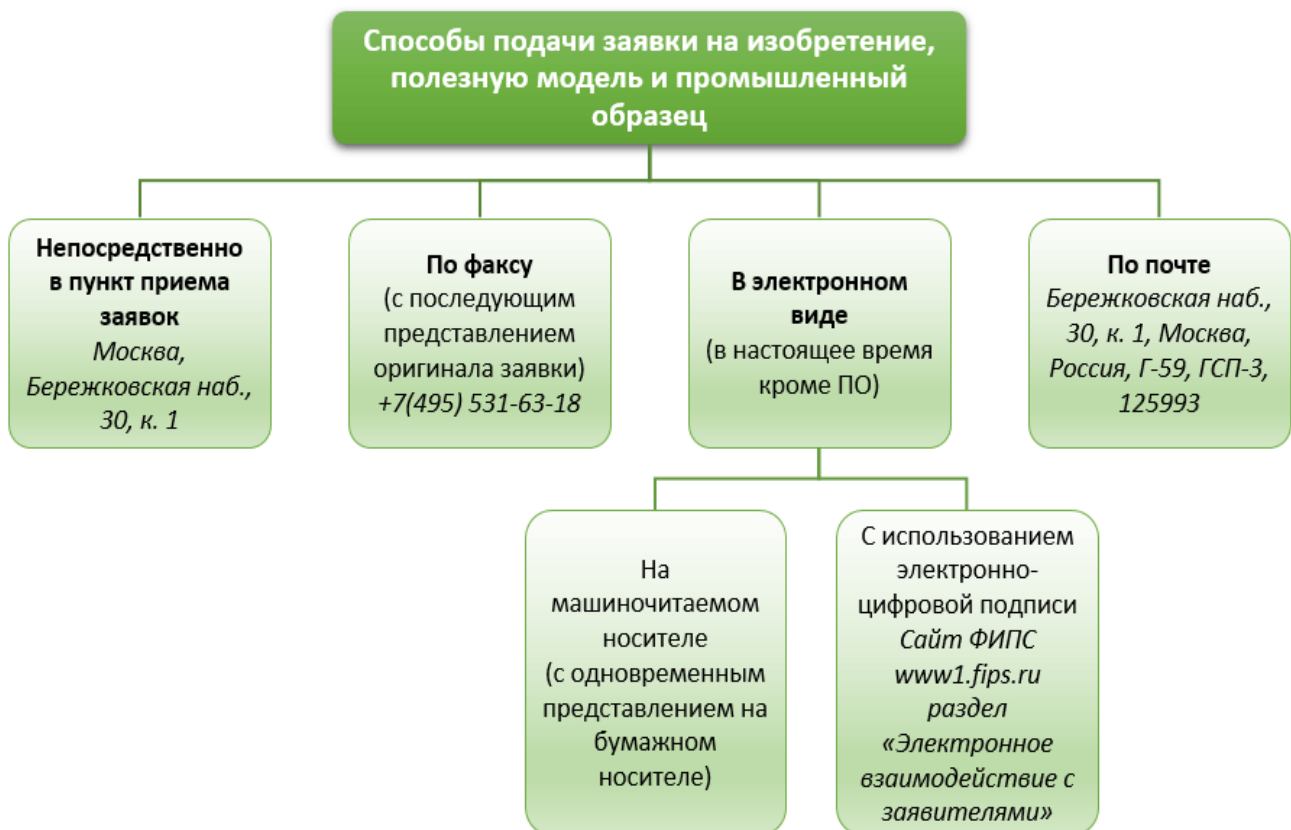 Способы подачи заявки на изобретение,
полезную модель и промышленный
образец
Непосредственно
в пункт приема
заявок
Москва,
Бережковская наб.,
30, к. 1
По факсу
(с последующим
представлением
оригинала заявки)
+7(495) 531-63-18
В электронном
виде
(в настоящее время
кроме ПО)
По почте
Бережковская наб.,
30, к. 1, Москва,
Россия, Г-59, ГСП-3,
125993
На
машиночитаемом
носителе
(с одновременным
представлением на
бумажном
носителе)
С использованием
электронно-
цифровой подписи
Сайт ФИПС
www1.fips.ru
раздел
«Электронное
взаимодействие с
заявителями»